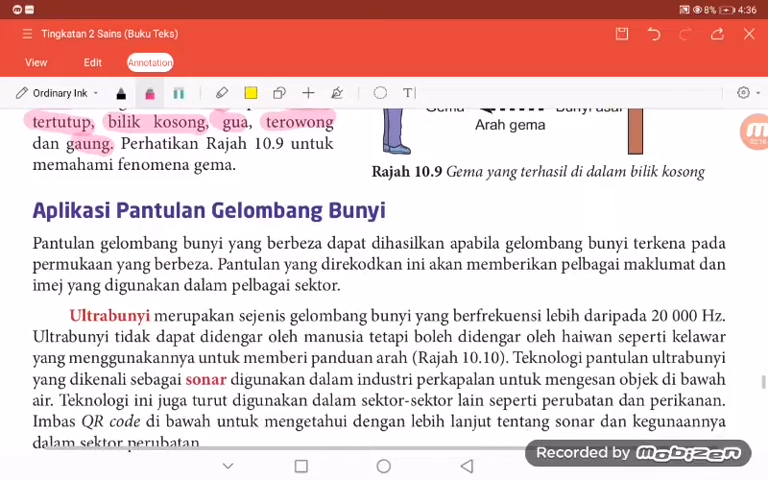 8% 4:36
Tingkatan 2 Sains (Buku Teks)
View Edit Annotation
Ordinary Ink T
tertutup, bilik kosong, gua, terowong
dan gaung. Perhatikan Rajah 10.9 untuk
memahami fenomena gema.
Gema Bunyi asal
Arah gema
Rajah 10.9 Gema yang terhasil di dalam bilik kosong
Aplikasi Pantulan Gelombang Bunyi
Pantulan gelombang bunyi yang berbeza dapat dihasilkan apabila gelombang bunyi terkena pada
permukaan yang berbeza. Pantulan yang direkodkan ini akan memberikan pelbagai maklumat dan
imej yang digunakan dalam pelbagai sektor.
Ultrabunyi merupakan sejenis gelombang bunyi yang berfrekuensi lebih daripada 20 000 Hz.
Ultrabunyi tidak dapat didengar oleh manusia tetapi boleh didengar oleh haiwan seperti kelawar
yang menggunakannya untuk memberi panduan arah (Rajah 10.10). Teknologi pantulan ultrabunyi
yang dikenali sebagai sonar digunakan dalam industri perkapalan untuk mengesan objek di bawah
air. Teknologi ini juga turut digunakan dalam sektor-sektor lain seperti perubatan dan perikanan.
Imbas QR code di bawah untuk mengetahui dengan lebih lanjut tentang sonar dan kegunaannya
dalam sektor perubatan
Recorded by Mobizen